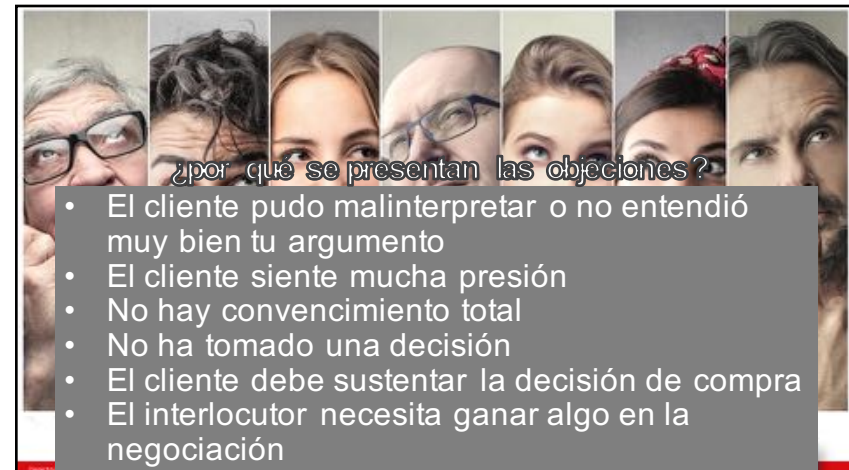 ¿por qué se presentan las objeciones?
• El cliente pudo malinterpretar o no entendió
muy bien tu argumento
• El cliente siente mucha presión
• No hay convencimiento total
• No ha tomado una decisión
• El cliente debe sustentar la decisión de compra
• El interlocutor necesita ganar algo en la
negociación